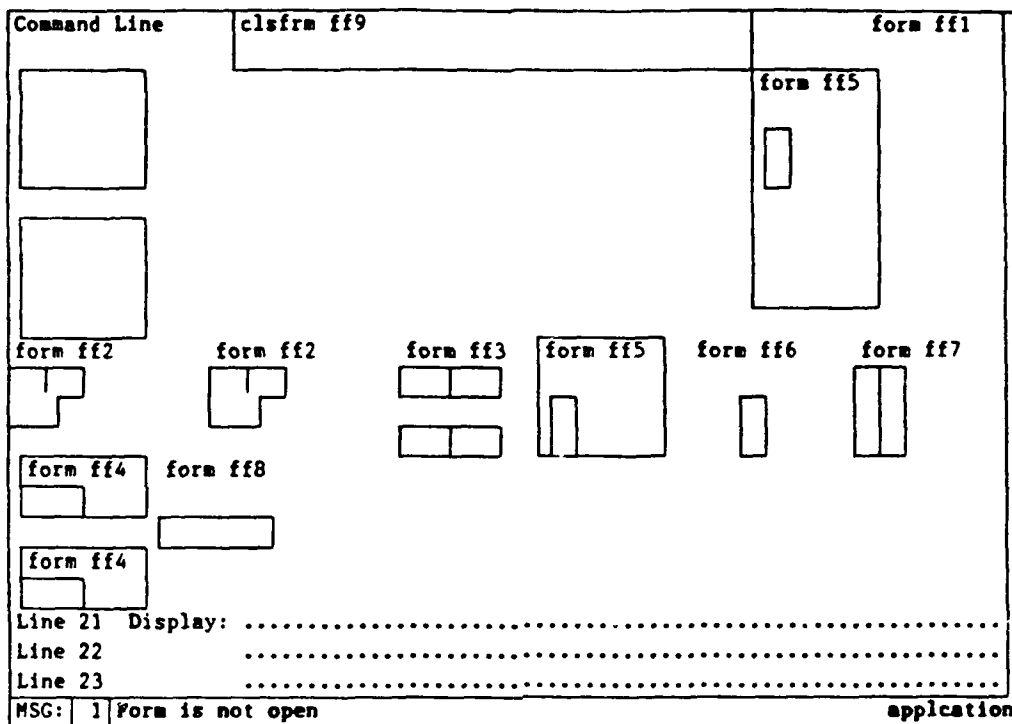 Command Line clsfrm ff9 form ff1
form ff5
form ff2 form ff2 form ff3 form ff5 form ff6 form ff7
form ff4 form ff8
form ff4
Line 21 Display: ................................................................
Line 22 ................................................................
Line 23 ................................................................
MSG: 1 Form is not open applcation